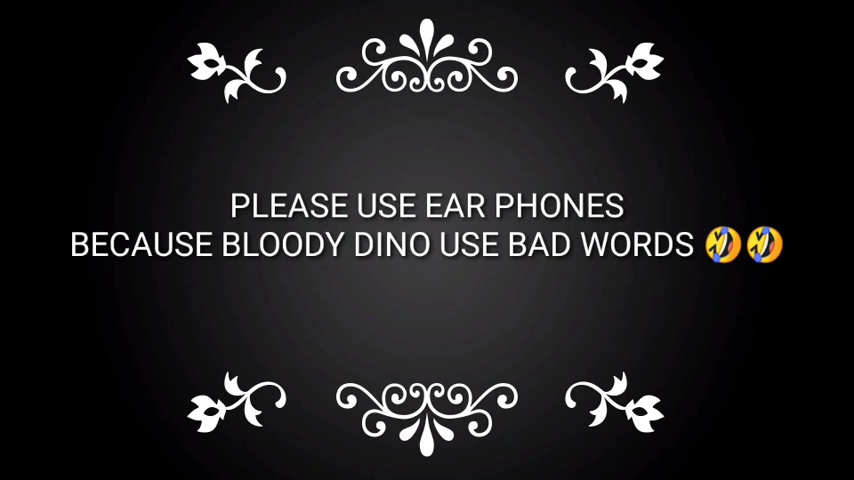 PLEASE USE EAR PHONES
BECAUSE BLOODY DINO USE BAD WORDS 🤣🤣